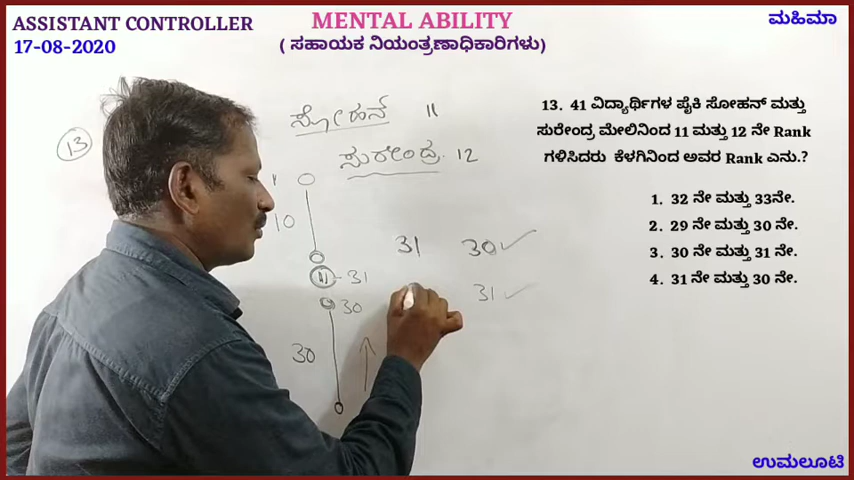 ASSISTANT CONTROLLER
17-08-2020
MENTAL ABILITY
( ಸಹಾಯಕ ನಿಯಂತ್ರಣಾಧಿಕಾರಿಗಳು)
ಮಹಿಮಾ
13. 41 ವಿದ್ಯಾರ್ಥಿಗಳ ಪೈಕಿ ಸೋಹನ್ ಮತ್ತು
ಸುರೇಂದ್ರ ಮೇಲಿನಿಂದ 11 ಮತ್ತು 12 ನೇ Rank
ಗಳಿಸಿದರು ಕೆಳಗಿನಿಂದ ಅವರ Rank ಎನು.?
1. 32 ನೇ ಮತ್ತು 33ನೇ.
2. 29 ನೇ ಮತ್ತು 30 ನೇ.
3. 30 ನೇ ಮತ್ತು 31 ನೇ.
4. 31 ನೇ ಮತ್ತು 30 ನೇ.
13
ಸೋಹನ್ 11
ಸುರೇಂದ್ರ. 12
10
31 30
11 31
30 31
30
ಉಮಲೂಟಿ